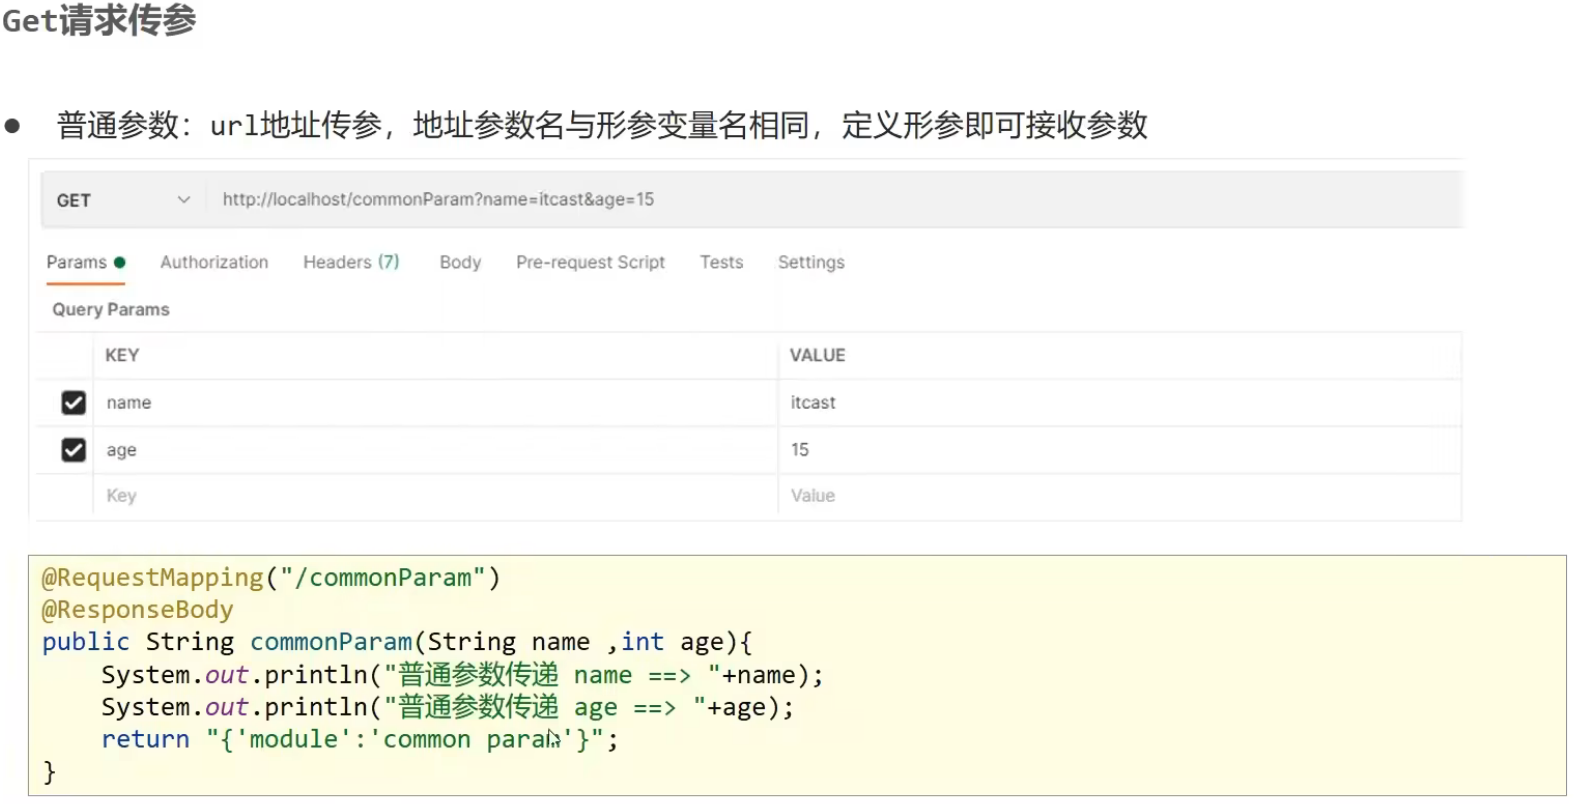 Get请求传参
● 普通参数：url地址传参，地址参数名与形参变量名相同，定义形参即可接收参数
GET http://localhost/commonParam?name=itcast&age=15
Params Authorization Headers (7) Body Pre-request Script Tests Settings
Query Params
KEY VALUE
name itcast
age 15
Key Value
@RequestMapping("/commonParam")
@ResponseBody
public String commonParam(String name ,int age){
    System.out.println("普通参数传递 name ==> "+name);
    System.out.println("普通参数传递 age ==> "+age);
    return "{'module':'common param'}";
}